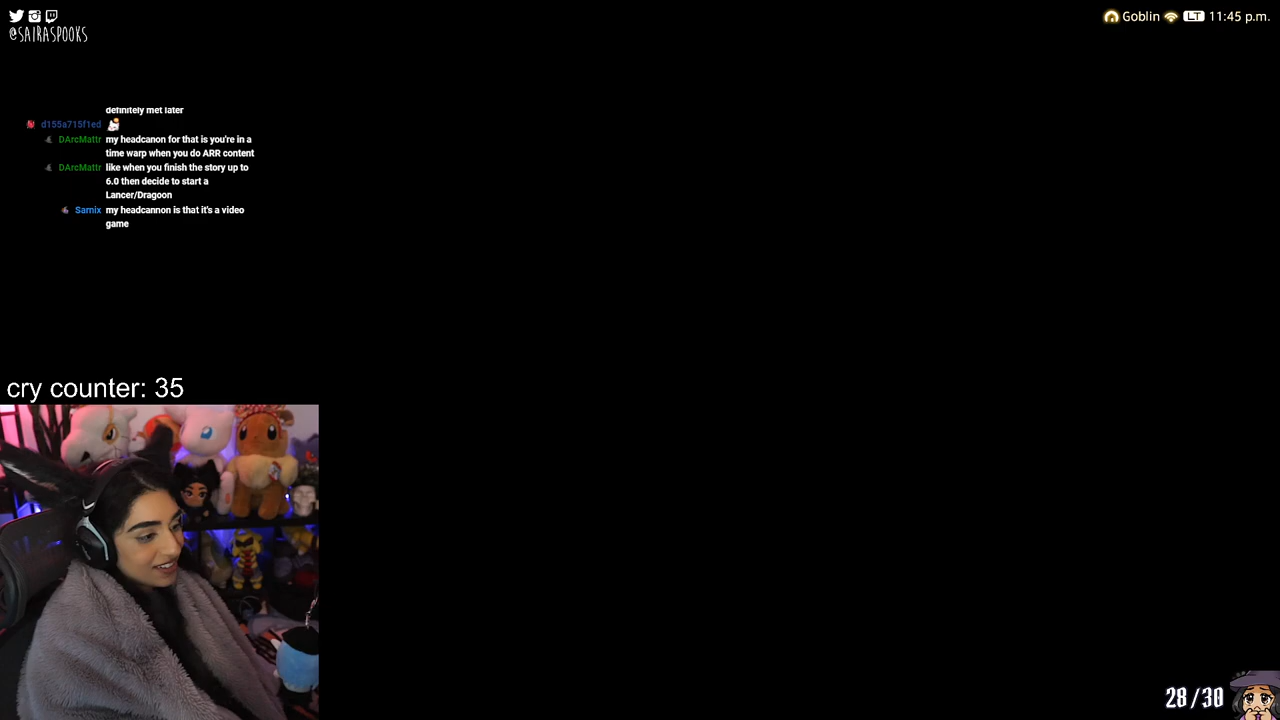 @SAIRASPOOKS
Goblin LT 11:45 p.m.
definitely met later
d155a715f1ed
DArcMattr my headcanon for that is you're in a
time warp when you do ARR content
DArcMattr like when you finish the story up to
6.0 then decide to start a
Lancer/Dragoon
Sarnix my headcannon is that it's a video
game
cry counter: 35
28/30